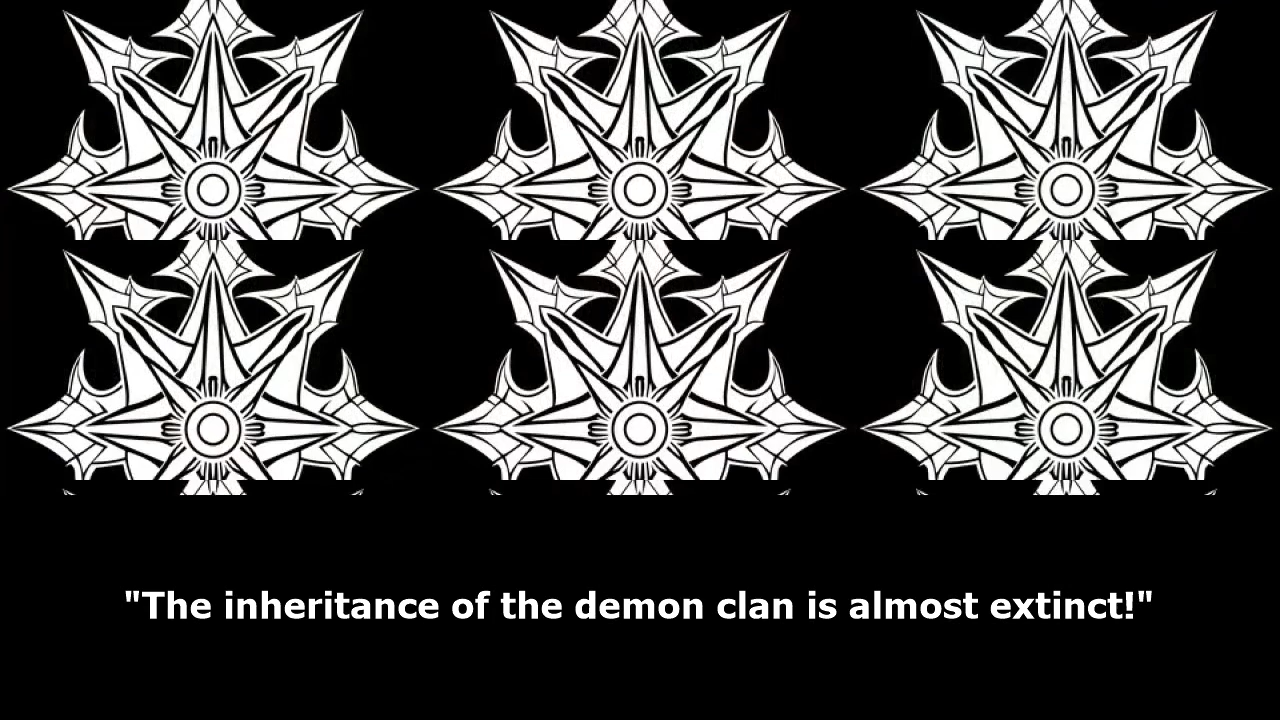 "The inheritance of the demon clan is almost extinct!"